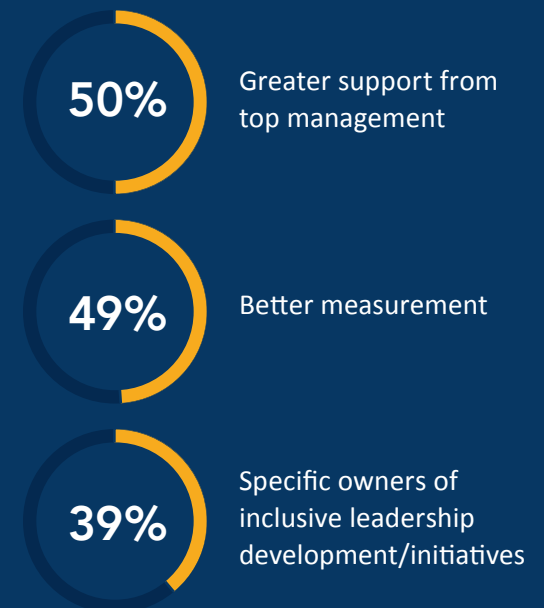 50%
Greater support from
top management
49%
Better measurement
39%
Specific owners of
inclusive leadership
development/initiatives